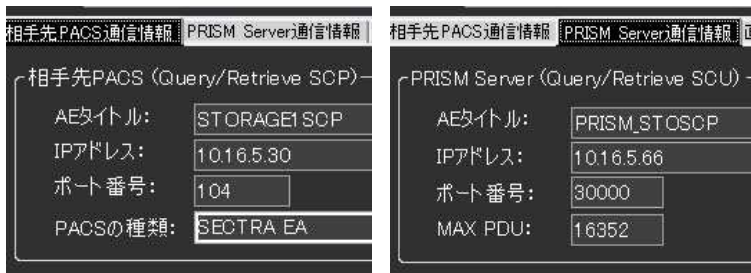 相手先PACS通信情報 PRISM Server通信情報
相手先PACS (Query/Retrieve SCP)
AEタイトル: STORAGE1SCP
IPアドレス: 10.16.5.30
ポート番号: 104
PACSの種類: SECTRA EA
相手先PACS通信情報 PRISM Server通信情報
PRISM Server (Query/Retrieve SCU)
AEタイトル: PRISM_STOSCP
IPアドレス: 10.16.5.66
ポート番号: 30000
MAX PDU: 16352